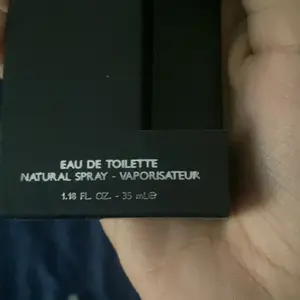 EAU DE TOILETTE
NATURAL SPRAY - VAPORISATEUR
1.18 FL. OZ. - 35 mL℮